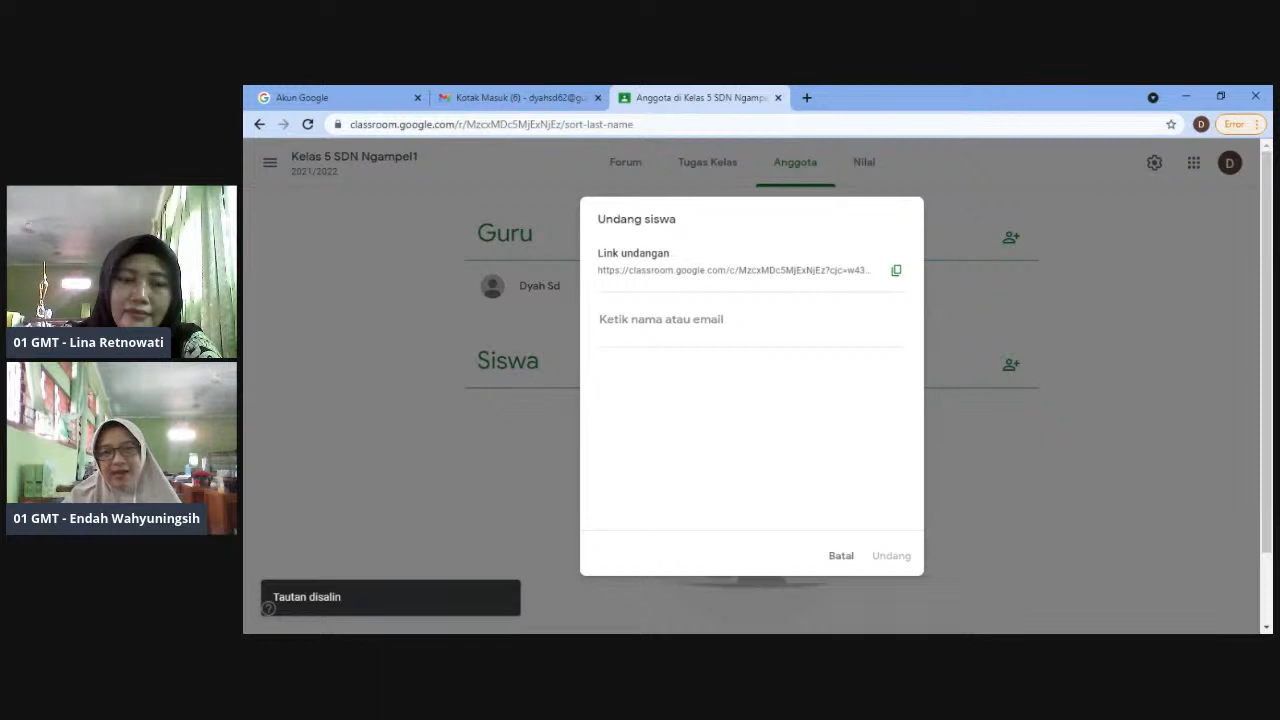 Akun Google
Kotak Masuk (6) - dyahsd62@gu
Anggota di Kelas 5 SDN Ngampe
classroom.google.com/r/MzcxMDc5MjExNjEz/sort-last-name
D
Error
Kelas 5 SDN Ngampel1
2021/2022
Forum
Tugas Kelas
Anggota
Nilai
D
Undang siswa
Guru
Link undangan
https://classroom.google.com/c/MzcxMDc5MjExNjEz?cjc=w43...
Dyah Sd
Ketik nama atau email
Siswa
Batal
Undang
Tautan disalin
01 GMT - Lina Retnowati
01 GMT - Endah Wahyuningsih